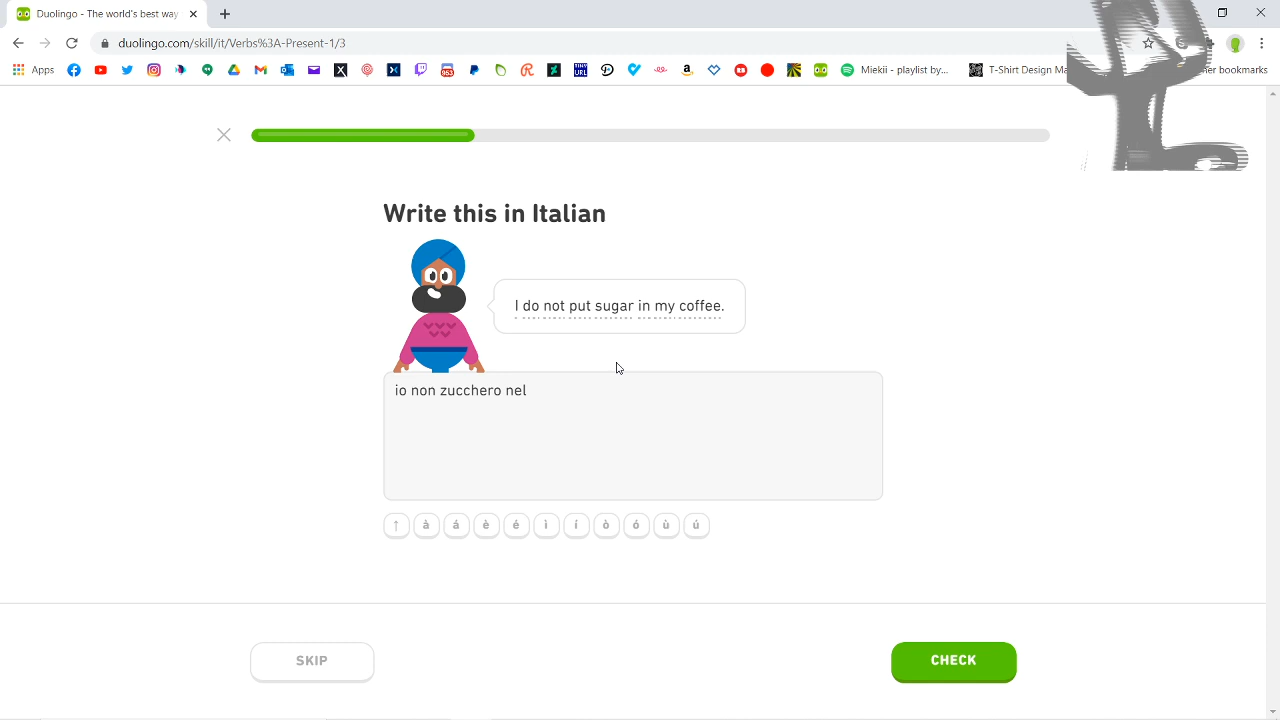 Duolingo - The world's best way
duolingo.com/skill/it/Verbs%3A-Present-1/3
Apps
Miekii - playlist by...
T-Shirt Design Ma
her bookmarks
Write this in Italian
I do not put sugar in my coffee.
io non zucchero nel
↑ à á è é ì í ò ó ù ú
SKIP
CHECK